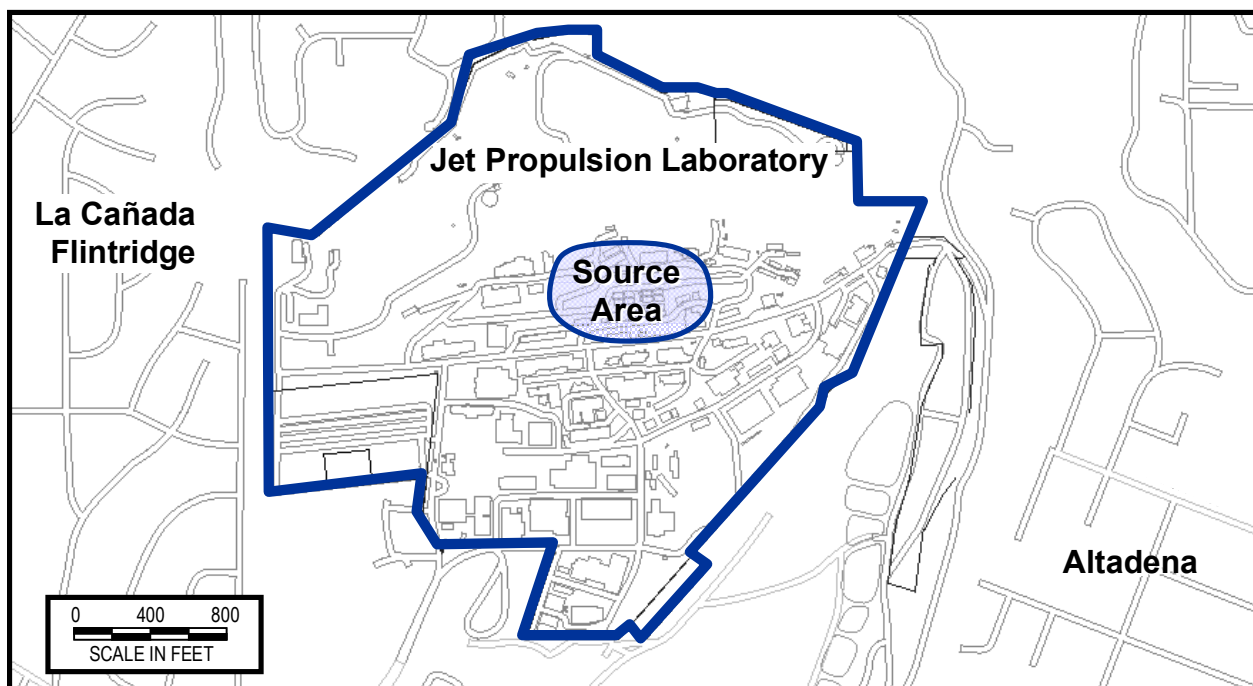 Jet Propulsion Laboratory
La Cañada
Flintridge
Source
Area
Altadena
0 400 800
SCALE IN FEET